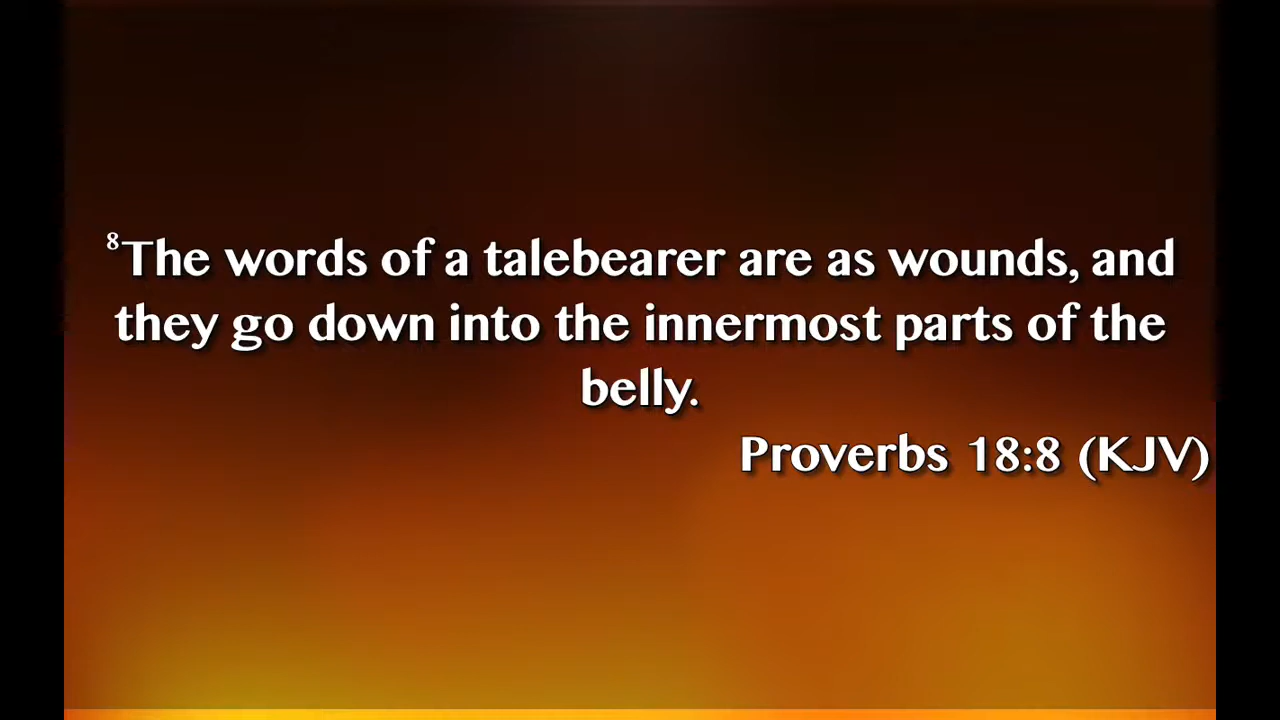 ⁸The words of a talebearer are as wounds, and
they go down into the innermost parts of the
belly.
Proverbs 18:8 (KJV)